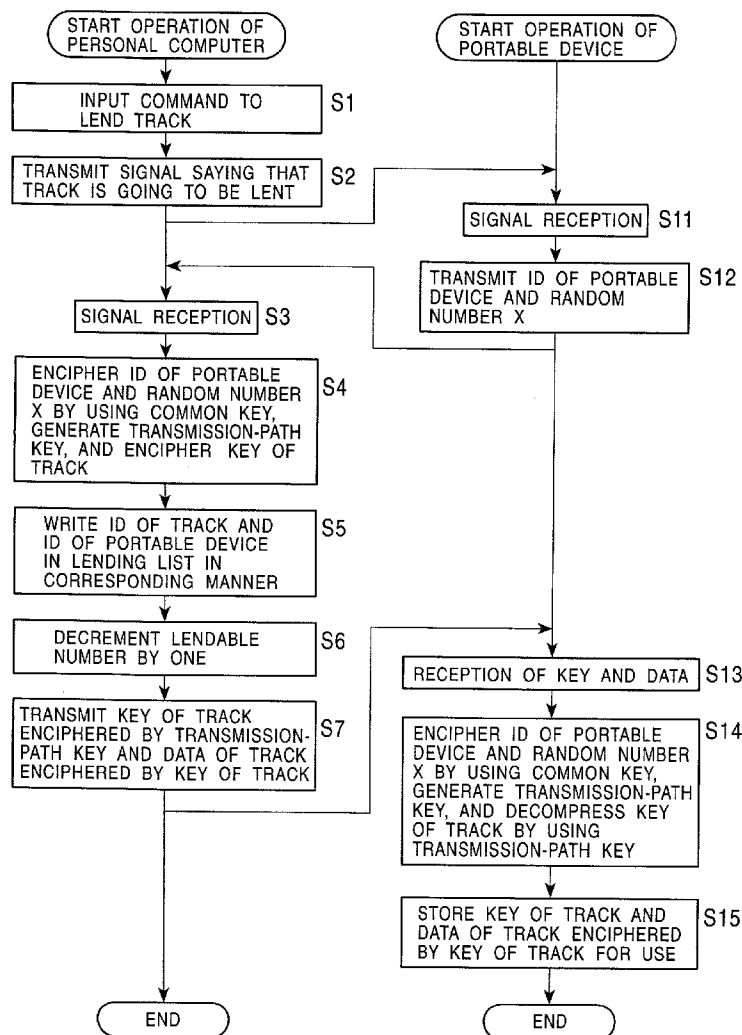 START OPERATION OF
PERSONAL COMPUTER
INPUT COMMAND TO
LEND TRACK
S1
TRANSMIT SIGNAL SAYING THAT
TRACK IS GOING TO BE LENT
S2
SIGNAL RECEPTION
S3
ENCIPHER ID OF PORTABLE
DEVICE AND RANDOM NUMBER
X BY USING COMMON KEY,
GENERATE TRANSMISSION-PATH
KEY, AND ENCIPHER KEY OF
TRACK
S4
WRITE ID OF TRACK AND
ID OF PORTABLE DEVICE
IN LENDING LIST IN
CORRESPONDING MANNER
S5
DECREMENT LENDABLE
NUMBER BY ONE
S6
TRANSMIT KEY OF TRACK
ENCIPHERED BY TRANSMISSION-
PATH KEY AND DATA OF TRACK
ENCIPHERED BY KEY OF TRACK
S7
END
START OPERATION OF
PORTABLE DEVICE
SIGNAL RECEPTION
S11
TRANSMIT ID OF PORTABLE
DEVICE AND RANDOM
NUMBER X
S12
RECEPTION OF KEY AND DATA
S13
ENCIPHER ID OF PORTABLE
DEVICE AND RANDOM NUMBER
X BY USING COMMON KEY,
GENERATE TRANSMISSION-PATH
KEY, AND DECOMPRESS KEY
OF TRACK BY USING
TRANSMISSION-PATH KEY
S14
STORE KEY OF TRACK AND
DATA OF TRACK ENCIPHERED
BY KEY OF TRACK FOR USE
S15
END